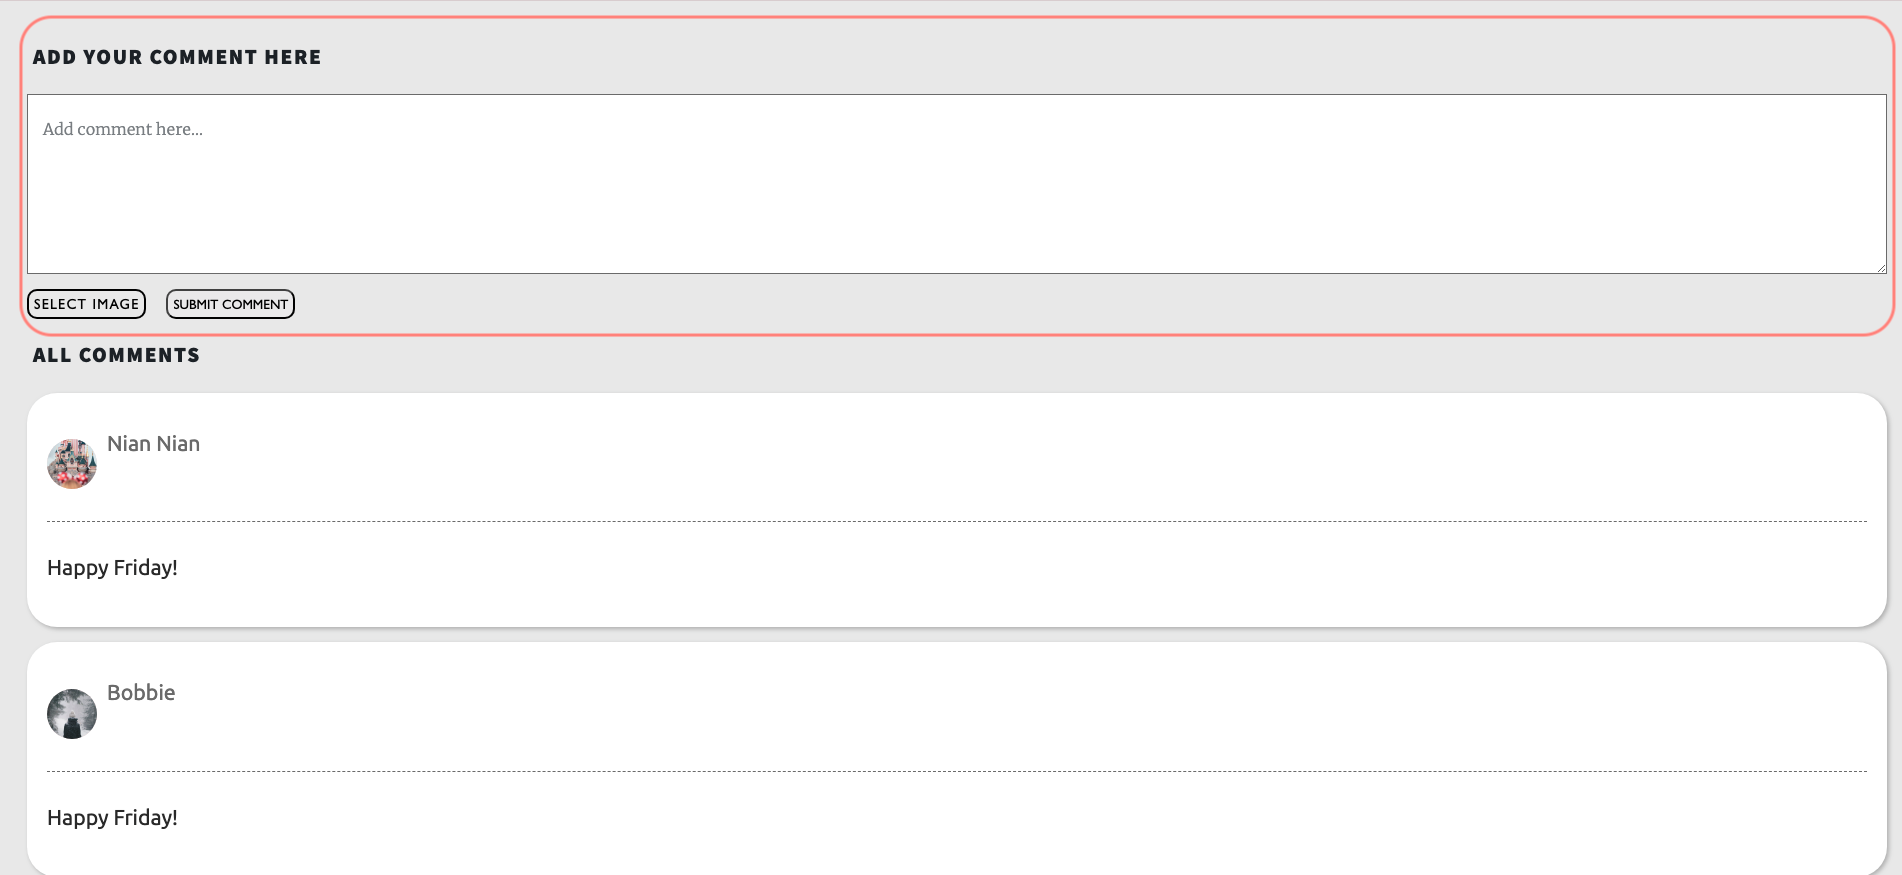 ADD YOUR COMMENT HERE
Add comment here...
SELECT IMAGE
SUBMIT COMMENT
ALL COMMENTS
Nian Nian
Happy Friday!
Bobbie
Happy Friday!